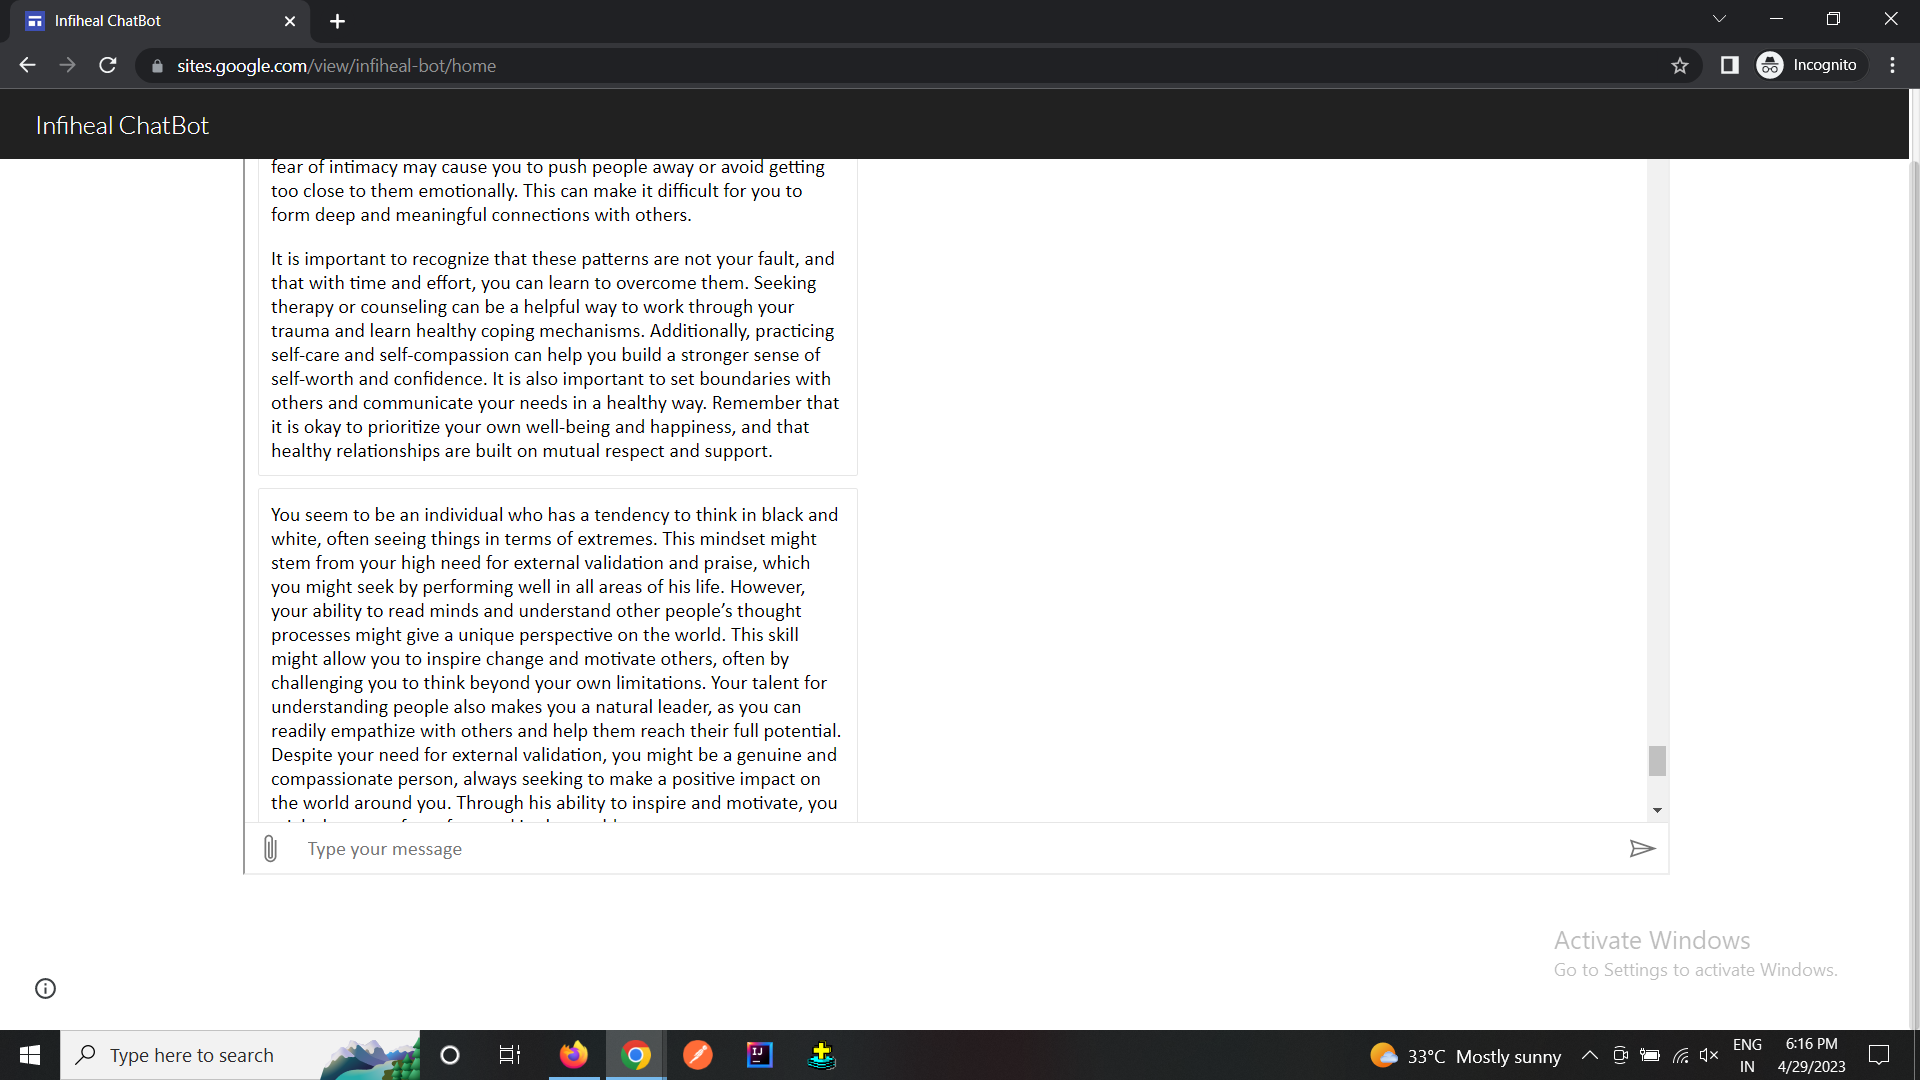 Infiheal ChatBot
sites.google.com/view/infiheal-bot/home
Incognito
Infiheal ChatBot
fear of intimacy may cause you to push people away or avoid getting
too close to them emotionally. This can make it difficult for you to
form deep and meaningful connections with others.
It is important to recognize that these patterns are not your fault, and
that with time and effort, you can learn to overcome them. Seeking
therapy or counseling can be a helpful way to work through your
trauma and learn healthy coping mechanisms. Additionally, practicing
self-care and self-compassion can help you build a stronger sense of
self-worth and confidence. It is also important to set boundaries with
others and communicate your needs in a healthy way. Remember that
it is okay to prioritize your own well-being and happiness, and that
healthy relationships are built on mutual respect and support.
You seem to be an individual who has a tendency to think in black and
white, often seeing things in terms of extremes. This mindset might
stem from your high need for external validation and praise, which
you might seek by performing well in all areas of his life. However,
your ability to read minds and understand other people’s thought
processes might give a unique perspective on the world. This skill
might allow you to inspire change and motivate others, often by
challenging you to think beyond your own limitations. Your talent for
understanding people also makes you a natural leader, as you can
readily empathize with others and help them reach their full potential.
Despite your need for external validation, you might be a genuine and
compassionate person, always seeking to make a positive impact on
the world around you. Through his ability to inspire and motivate, you
Type your message
Activate Windows
Go to Settings to activate Windows.
Type here to search
IJ
33°C Mostly sunny
ENG
IN
6:16 PM
4/29/2023